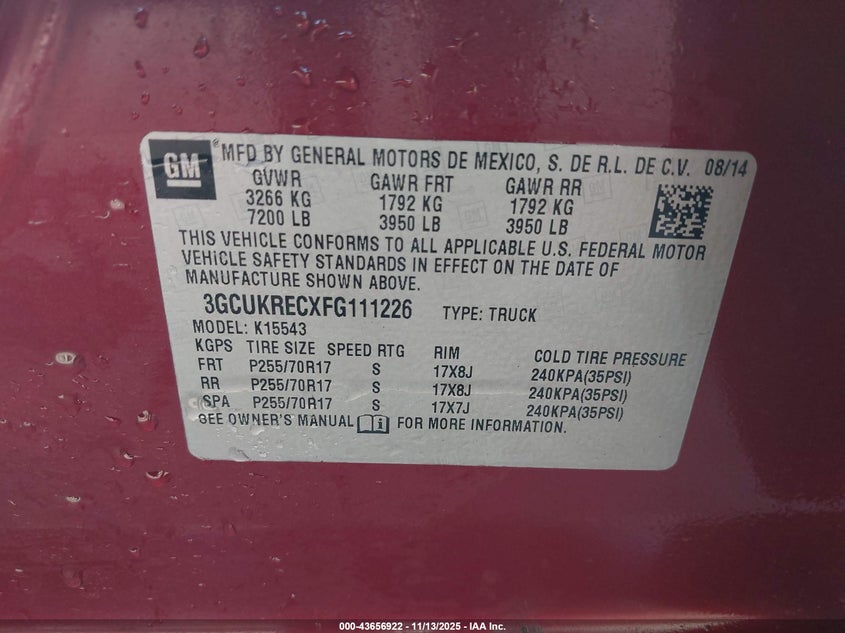 GM ® MFD BY GENERAL MOTORS DE MEXICO, S. DE R.L. DE C.V. 08/14
GVWR GAWR FRT GAWR RR
3266 KG 1792 KG 1792 KG
7200 LB 3950 LB 3950 LB
THIS VEHICLE CONFORMS TO ALL APPLICABLE U.S. FEDERAL MOTOR
VEHICLE SAFETY STANDARDS IN EFFECT ON THE DATE OF
MANUFACTURE SHOWN ABOVE.
3GCUKRECXFG111226 TYPE: TRUCK
MODEL: K15543
KGPS TIRE SIZE SPEED RTG RIM COLD TIRE PRESSURE
FRT P255/70R17 S 17X8J 240KPA(35PSI)
RR P255/70R17 S 17X8J 240KPA(35PSI)
SPA P255/70R17 S 17X7J 240KPA(35PSI)
SEE OWNER'S MANUAL i FOR MORE INFORMATION.
000-43656922 - 11/13/2025 - IAA Inc.